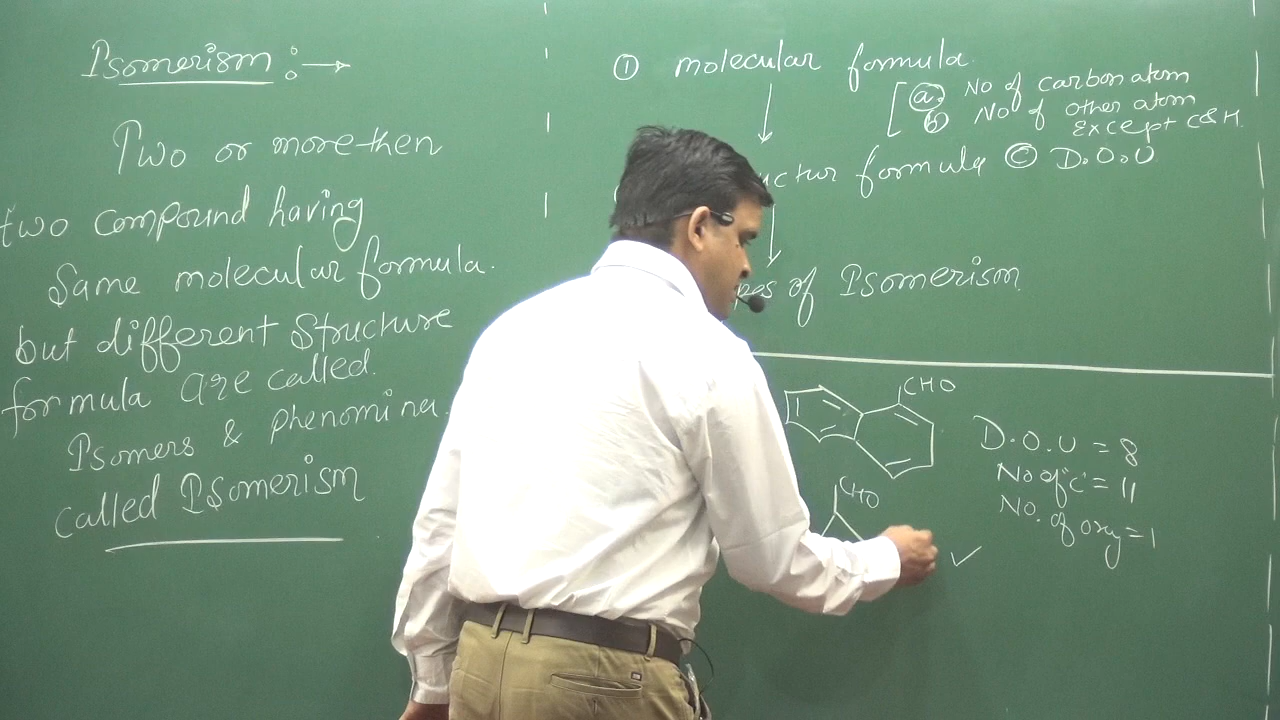 Isomerism :→
Two or more then
two compound having
Same molecular formula.
but different Structure
formula are called.
Isomers & phenomina
called Isomerism
① molecular formula
ⓐ No of carbon atom
ⓑ No of other atom
Except C&H.
formula © D.O.U
of Isomerism
CHO
D.O.U = 8
No of 'c' = 11
No. of oxy = 1
CHO